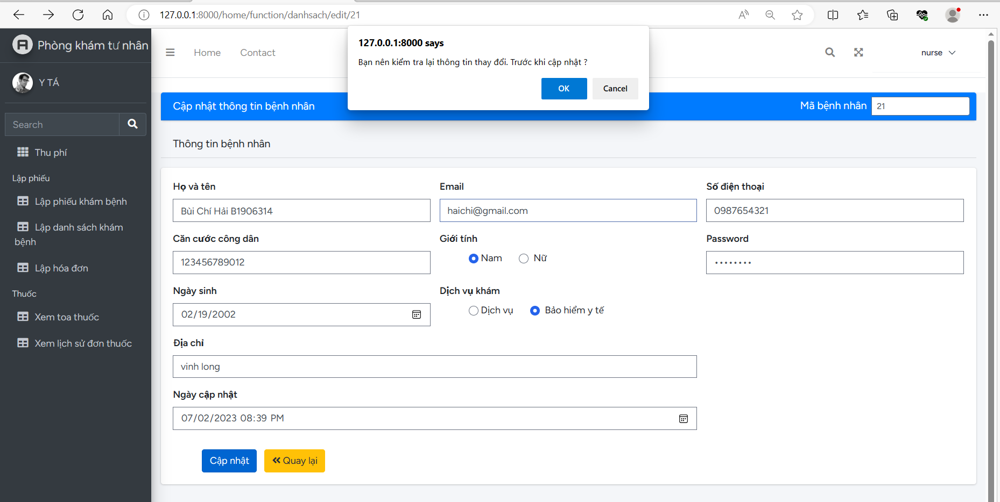 127.0.0.1:8000/home/function/danhsach/edit/21
127.0.0.1:8000 says
Bạn nên kiểm tra lại thông tin thay đổi. Trước khi cập nhật ?
OK
Cancel
Phòng khám tư nhân
Home
Contact
nurse
Y TÁ
Search
Thu phí
Lập phiếu
Lập phiếu khám bệnh
Lập danh sách khám
bệnh
Lập hóa đơn
Thuốc
Xem toa thuốc
Xem lịch sử đơn thuốc
Cập nhật thông tin bệnh nhân
Mã bệnh nhân
21
Thông tin bệnh nhân
Họ và tên
Email
Số điện thoại
Bùi Chí Hải B1906314
haichi@gmail.com
0987654321
Căn cước công dân
Giới tính
Password
123456789012
Nam
Nữ
••••••••
Ngày sinh
Dịch vụ khám
02/19/2002
Dịch vụ
Bảo hiểm y tế
Địa chỉ
vinh long
Ngày cập nhật
07/02/2023 08:39 PM
Cập nhật
Quay lại